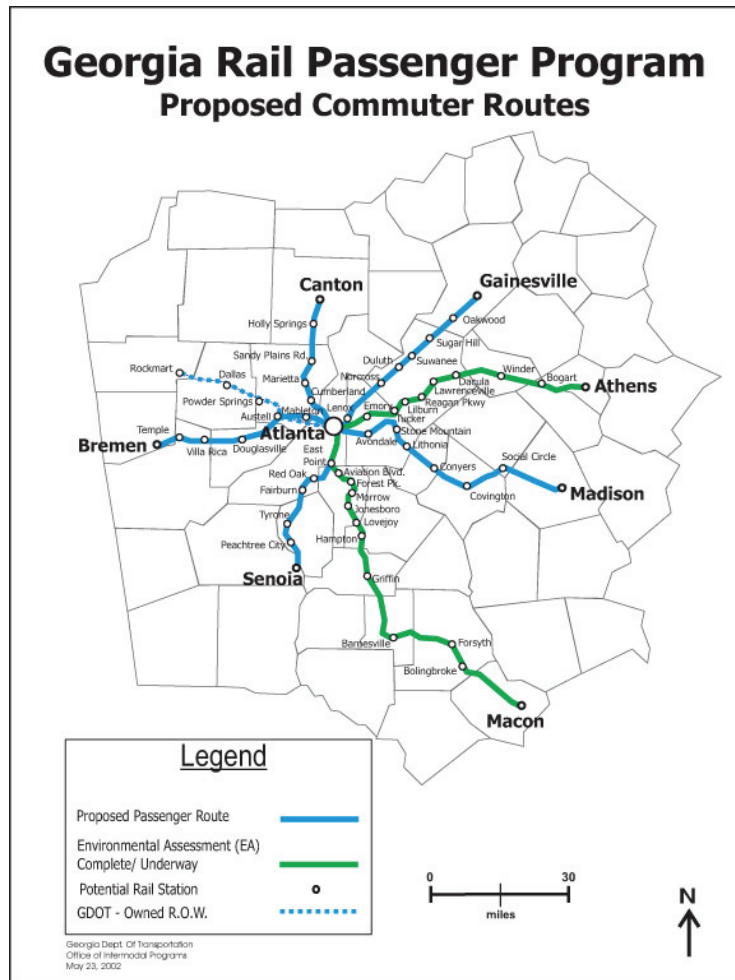 Georgia Rail Passenger Program
Proposed Commuter Routes
Canton
Gainesville
Holly Springs
Oakwood
Sugar Hill
Sandy Plains Rd.
Duluth
Suwanee
Rockmart
Dallas
Marietta
Norcross
Winder
Cumberland
Dacula
Bogart
Athens
Powder Springs
Lenox
Emory
Lawrenceville
Reagan Pkwy
Mableton
Lilburn
Austell
Tucker
Temple
Atlanta
Stone Mountain
Bremen
Avondale
Lithonia
Villa Rica
Douglasville
East
Point
Social Circle
Red Oak
Aviation Blvd.
Conyers
Forest Pk.
Fairburn
Morrow
Covington
Madison
Jonesboro
Tyrone
Lovejoy
Hampton
Peachtree City
Senoia
Griffin
Barnesville
Forsyth
Bolingbroke
Macon
Legend
Proposed Passenger Route
Environmental Assessment (EA)
Complete/ Underway
Potential Rail Station
GDOT - Owned R.O.W.
0
30
miles
N
Georgia Dept. Of Transportation
Office of Intermodal Programs
May 23, 2002